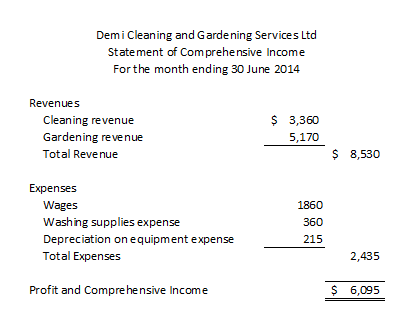 Demi Cleaning and Gardening Services Ltd
Statement of Comprehensive Income
For the month ending 30 June 2014
Revenues
Cleaning revenue $ 3,360
Gardening revenue 5,170
Total Revenue $ 8,530
Expenses
Wages 1860
Washing supplies expense 360
Depreciation on equipment expense 215
Total Expenses 2,435
Profit and Comprehensive Income $ 6,095